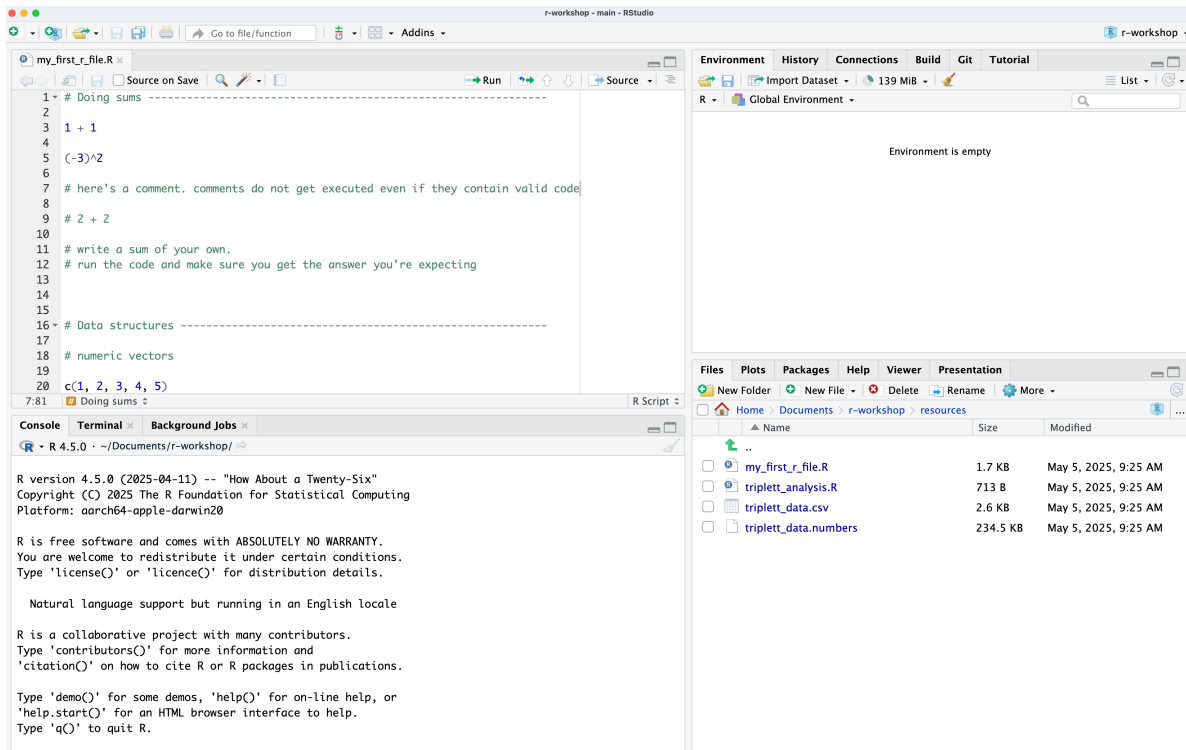 r-workshop - main - RStudio
Go to file/function
Addins
r-workshop
my_first_r_file.R
Source on Save
Run
Source
1 # Doing sums --------------------------------------------------------------
2
3 1 + 1
4
5 (-3)^2
6
7 # here's a comment. comments do not get executed even if they contain valid code
8
9 # 2 + 2
10
11 # write a sum of your own.
12 # run the code and make sure you get the answer you're expecting
13
14
15
16 # Data structures ---------------------------------------------------------
17
18 # numeric vectors
19
20 c(1, 2, 3, 4, 5)
7:81 # Doing sums R Script
Console Terminal Background Jobs
R R 4.5.0 · ~/Documents/r-workshop/
R version 4.5.0 (2025-04-11) -- "How About a Twenty-Six"
Copyright (C) 2025 The R Foundation for Statistical Computing
Platform: aarch64-apple-darwin20
R is free software and comes with ABSOLUTELY NO WARRANTY.
You are welcome to redistribute it under certain conditions.
Type 'license()' or 'licence()' for distribution details.
Natural language support but running in an English locale
R is a collaborative project with many contributors.
Type 'contributors()' for more information and
'citation()' on how to cite R or R packages in publications.
Type 'demo()' for some demos, 'help()' for on-line help, or
'help.start()' for an HTML browser interface to help.
Type 'q()' to quit R.
Environment History Connections Build Git Tutorial
Import Dataset 139 MiB List
R Global Environment
Environment is empty
Files Plots Packages Help Viewer Presentation
New Folder New File Delete Rename More
Home Documents r-workshop resources ...
Name Size Modified
..
my_first_r_file.R 1.7 KB May 5, 2025, 9:25 AM
triplett_analysis.R 713 B May 5, 2025, 9:25 AM
triplett_data.csv 2.6 KB May 5, 2025, 9:25 AM
triplett_data.numbers 234.5 KB May 5, 2025, 9:25 AM